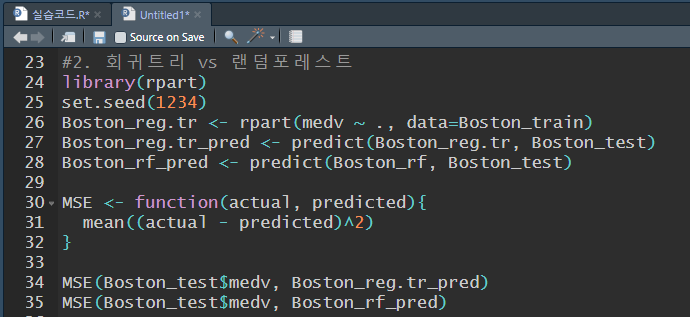 실습코드.R* Untitled1*
Source on Save
23 #2. 회귀트리 vs 랜덤포레스트
24 library(rpart)
25 set.seed(1234)
26 Boston_reg.tr <- rpart(medv ~ ., data=Boston_train)
27 Boston_reg.tr_pred <- predict(Boston_reg.tr, Boston_test)
28 Boston_rf_pred <- predict(Boston_rf, Boston_test)
29
30 MSE <- function(actual, predicted){
31   mean((actual - predicted)^2)
32 }
33
34 MSE(Boston_test$medv, Boston_reg.tr_pred)
35 MSE(Boston_test$medv, Boston_rf_pred)